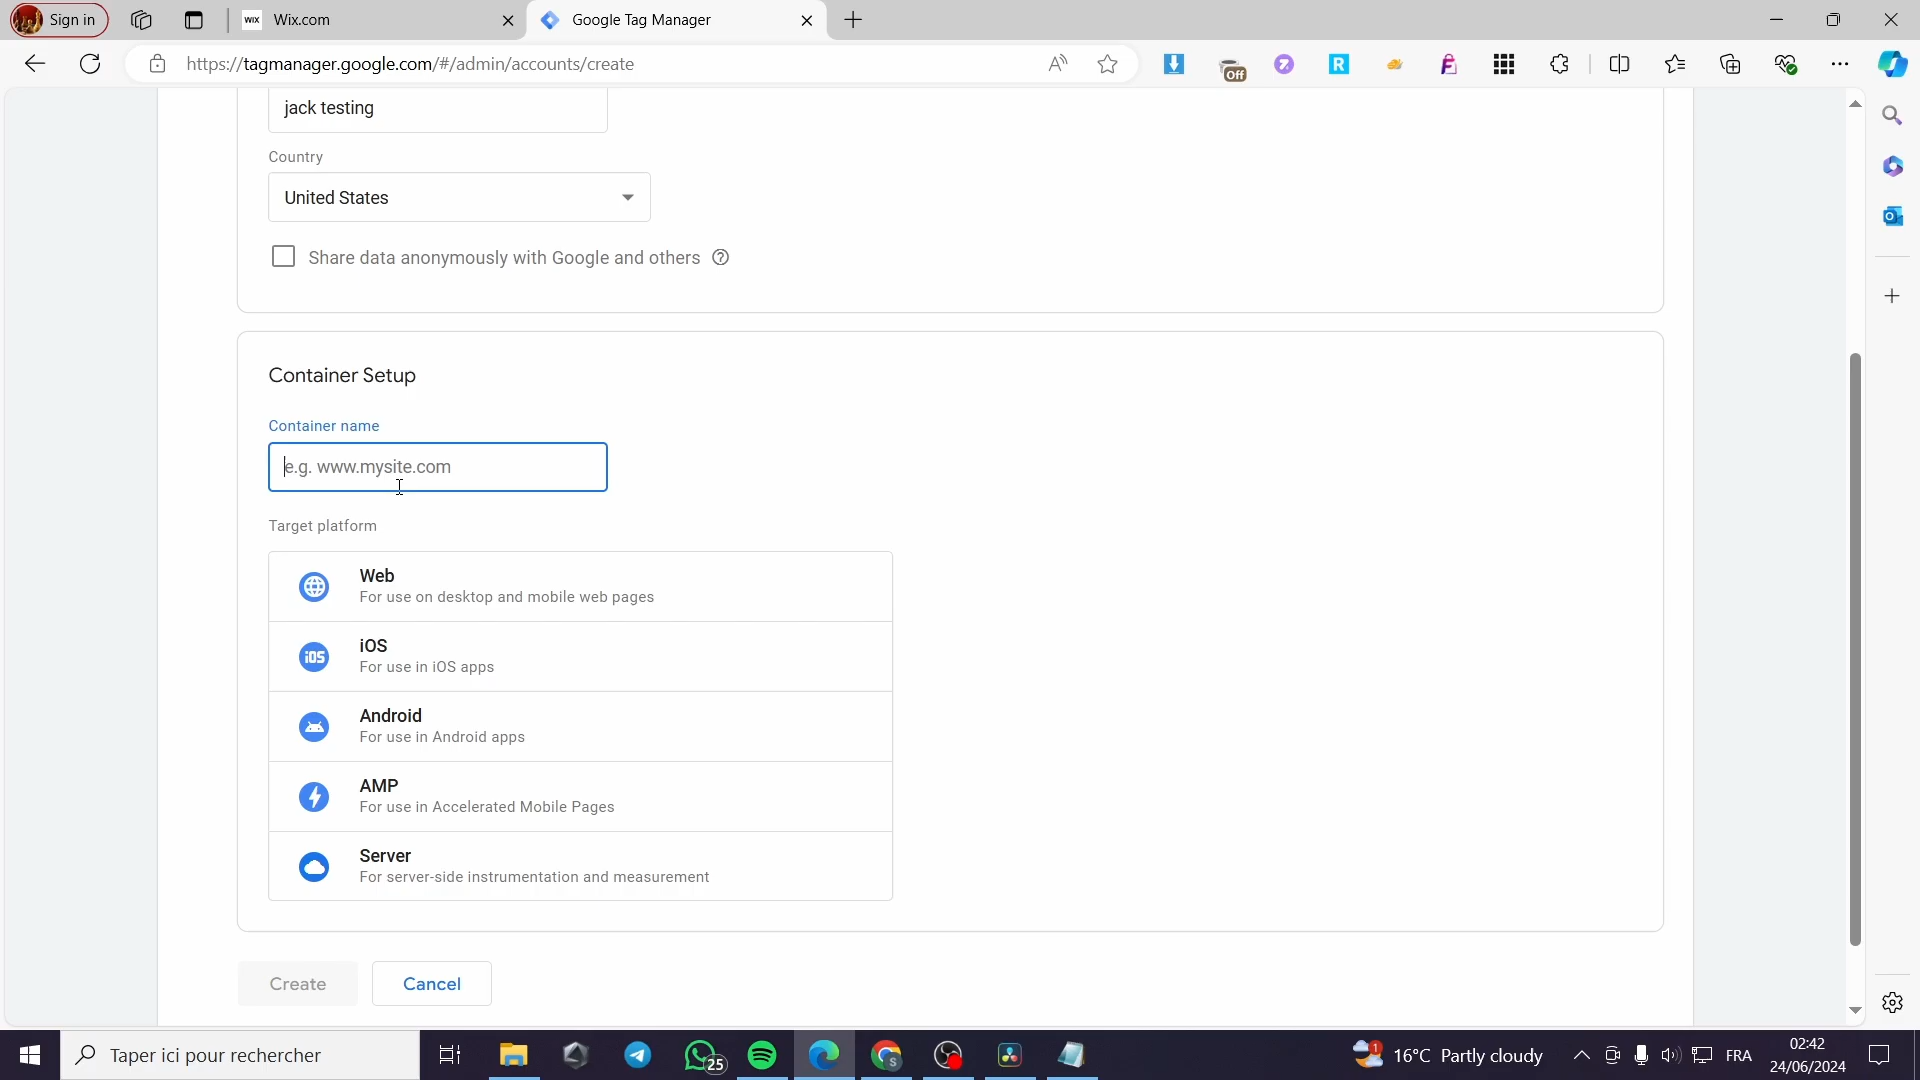 Sign in
WIX Wix.com
Google Tag Manager
https://tagmanager.google.com/#/admin/accounts/create
Off
R
jack testing
Country
United States
Share data anonymously with Google and others
Container Setup
Container name
e.g. www.mysite.com
Target platform
Web
For use on desktop and mobile web pages
iOS
iOS
For use in iOS apps
Android
For use in Android apps
AMP
For use in Accelerated Mobile Pages
Server
For server-side instrumentation and measurement
Create
Cancel
Taper ici pour rechercher
25
S
1
16°C Partly cloudy
FRA
02:42
24/06/2024